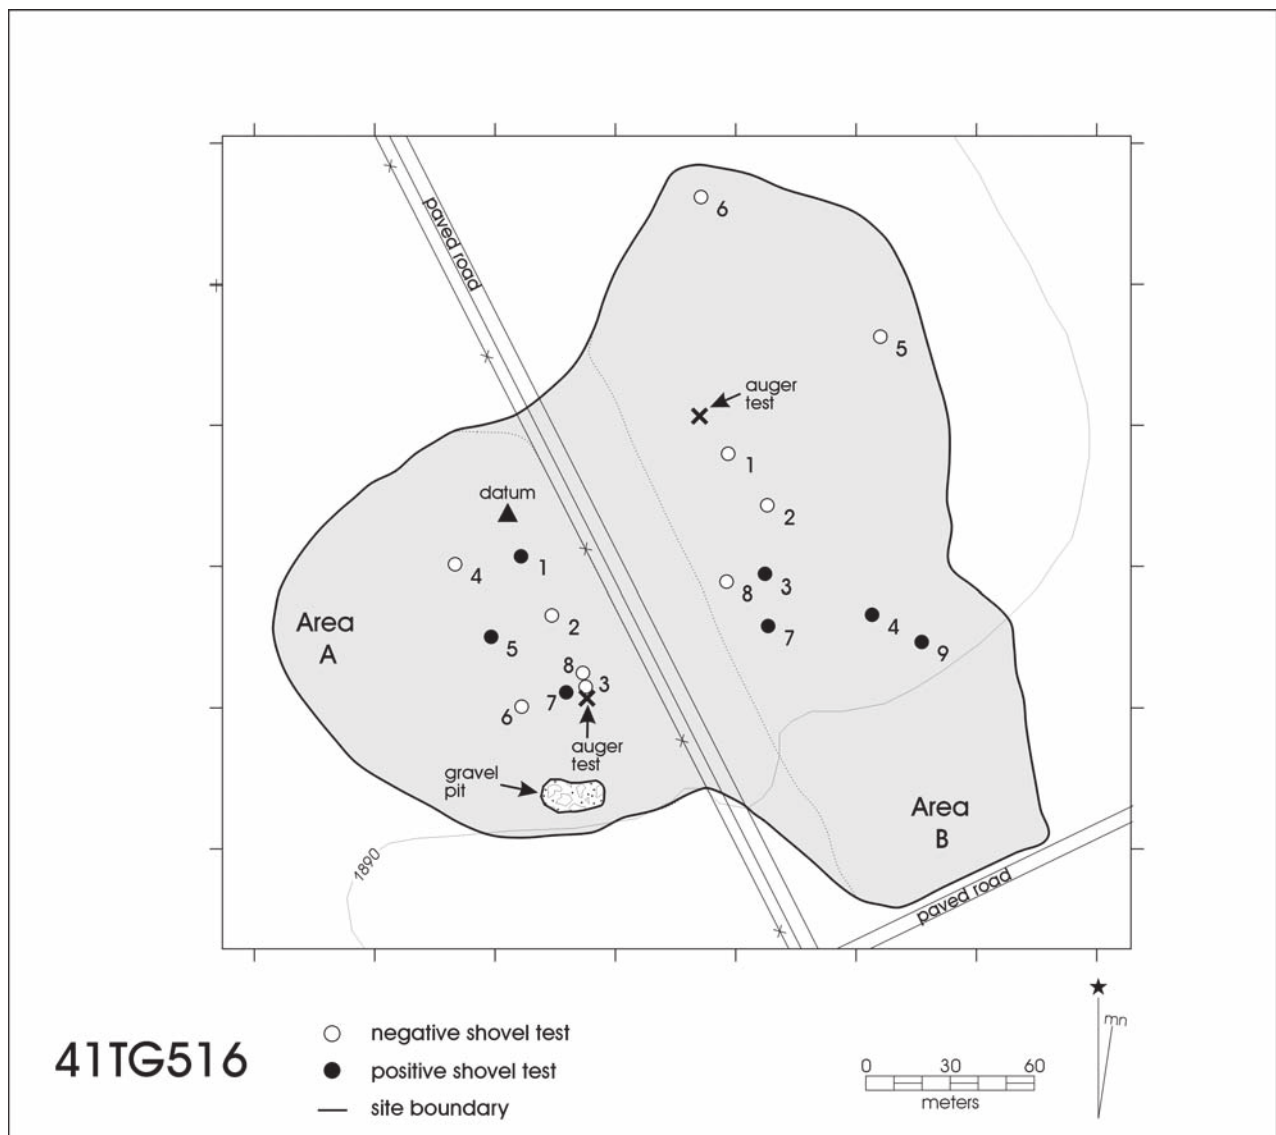 paved road
6
5
auger
test
1
2
datum
1
4
3
8
Area
A
2
4
5
7
9
8
3
7
6
auger
test
gravel
pit
Area
B
1890
paved road
mn
41TG516
negative shovel test
positive shovel test
site boundary
0 30 60
meters